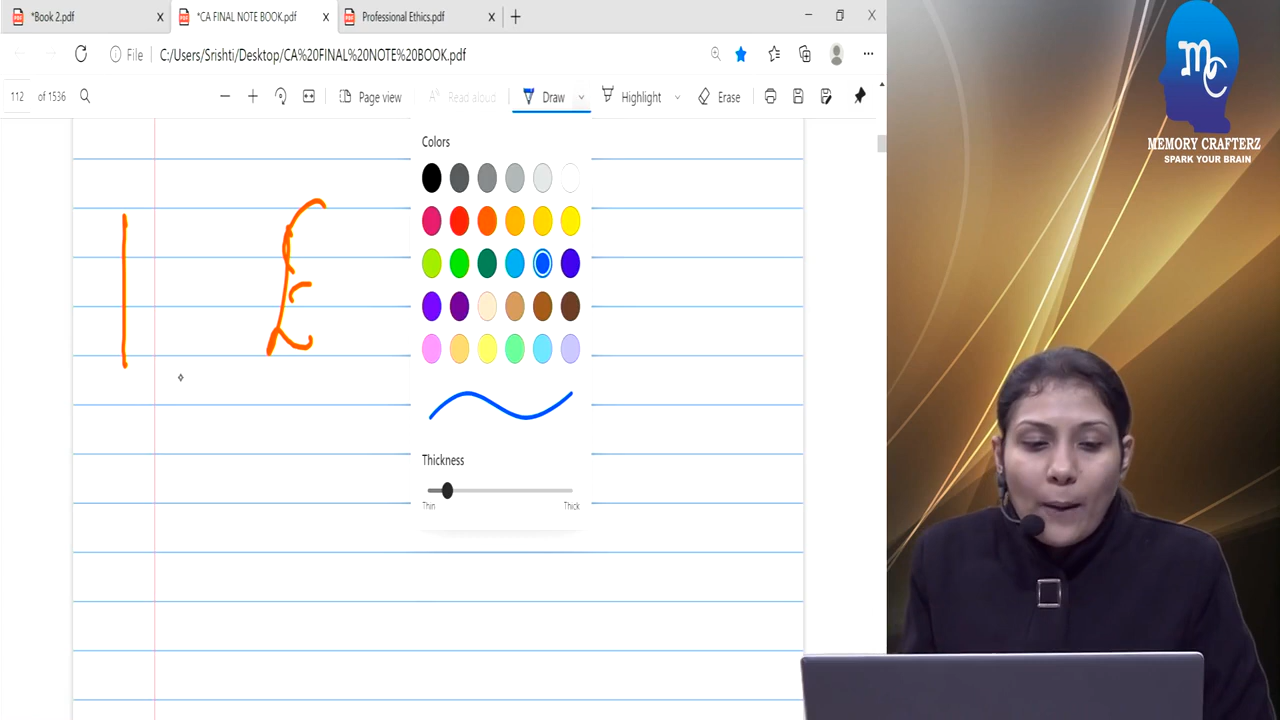 *Book 2.pdf
*CA FINAL NOTE BOOK.pdf
Professional Ethics.pdf
File
C:/Users/Srishti/Desktop/CA%20FINAL%20NOTE%20BOOK.pdf
112 of 1536
Page view
Read aloud
Draw
Highlight
Erase
Colors
Thickness
Thin
Thick
MC
MEMORY CRAFTERZ
SPARK YOUR BRAIN